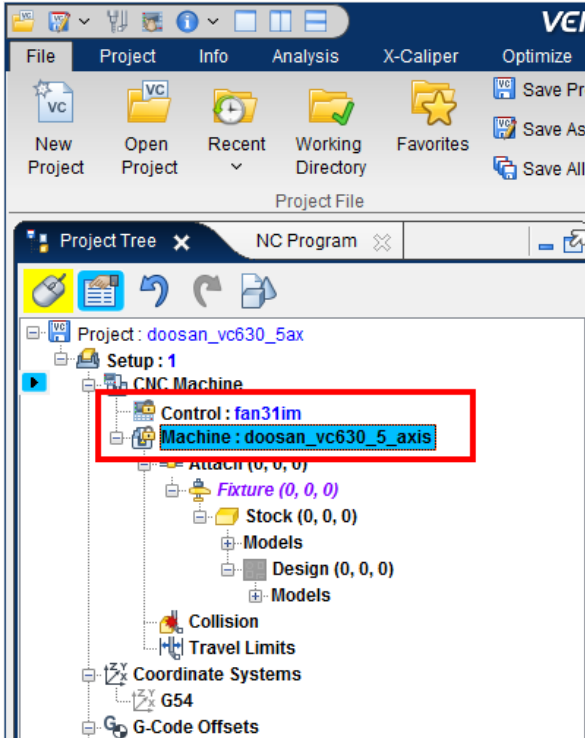 VER
File Project Info Analysis X-Caliper Optimize
VC VC
New Project
Open Project
Recent
Working Directory
Favorites
Save Pr
Save As
Save All
Project File
Project Tree NC Program
Project : doosan_vc630_5ax
Setup : 1
CNC Machine
Control : fan31im
Machine : doosan_vc630_5_axis
Attach (0, 0, 0)
Fixture (0, 0, 0)
Stock (0, 0, 0)
Models
Design (0, 0, 0)
Models
Collision
Travel Limits
Coordinate Systems
G54
G-Code Offsets